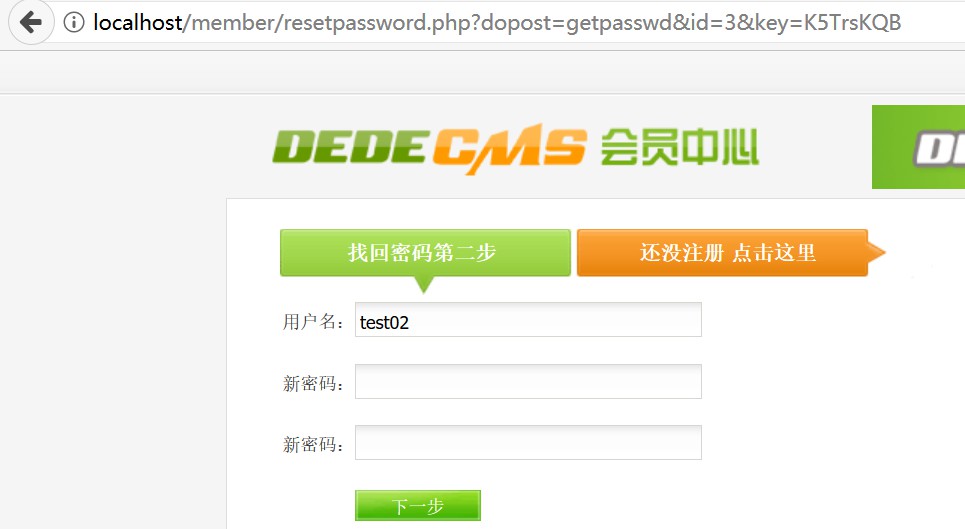 localhost/member/resetpassword.php?dopost=getpasswd&id=3&key=K5TrsKQB
DEDECMS 会员中心
找回密码第二步
还没注册 点击这里
用户名：
test02
新密码：
新密码：
下一步